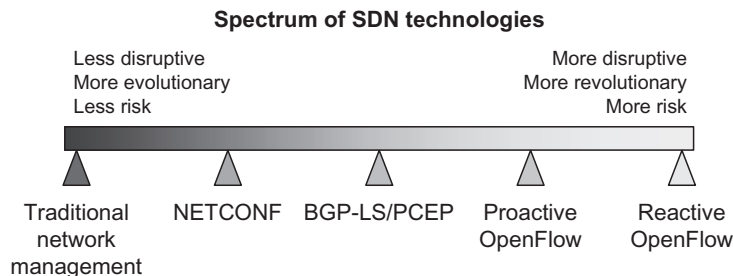 Spectrum of SDN technologies
Less disruptive
More evolutionary
Less risk
More disruptive
More revolutionary
More risk
Traditional
network
management
NETCONF
BGP-LS/PCEP
Proactive
OpenFlow
Reactive
OpenFlow